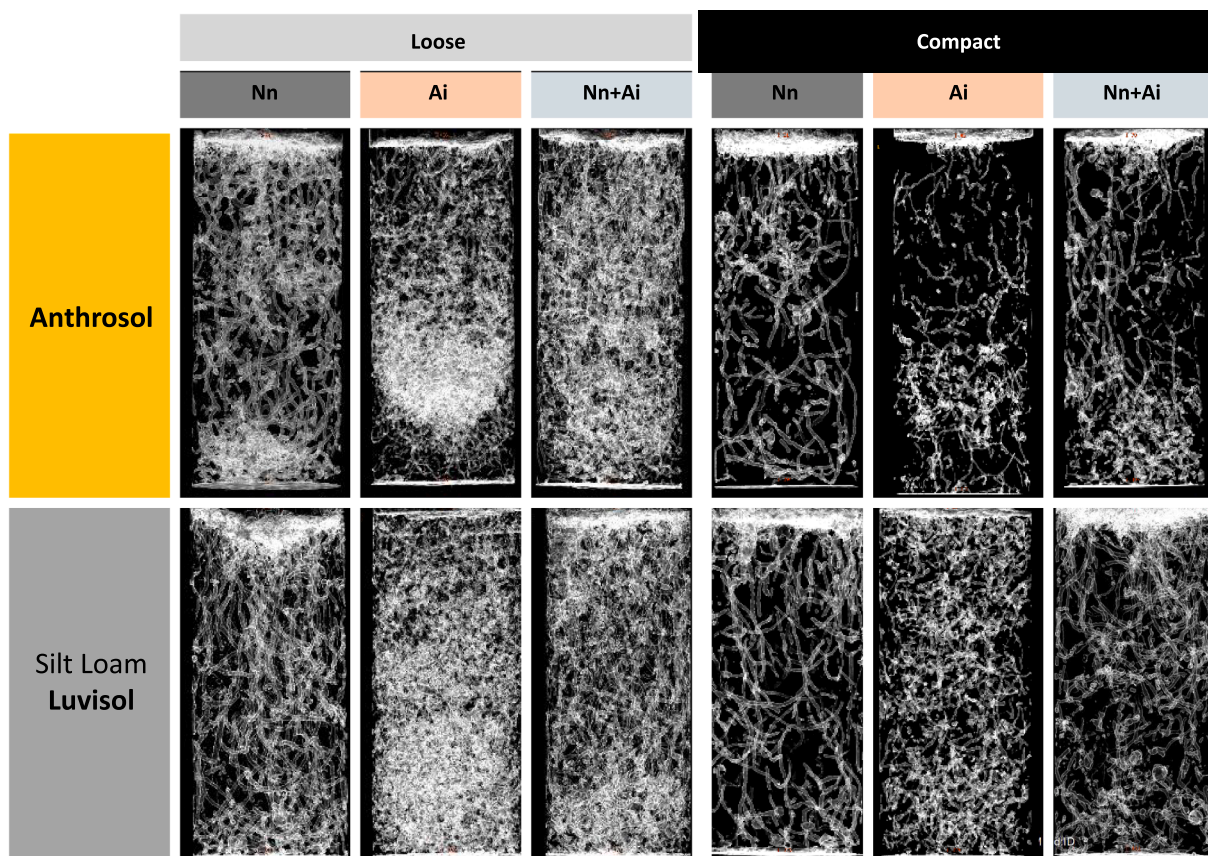 Loose
Compact
Nn
Ai
Nn+Ai
Nn
Ai
Nn+Ai
Anthrosol
Silt Loam
Luvisol